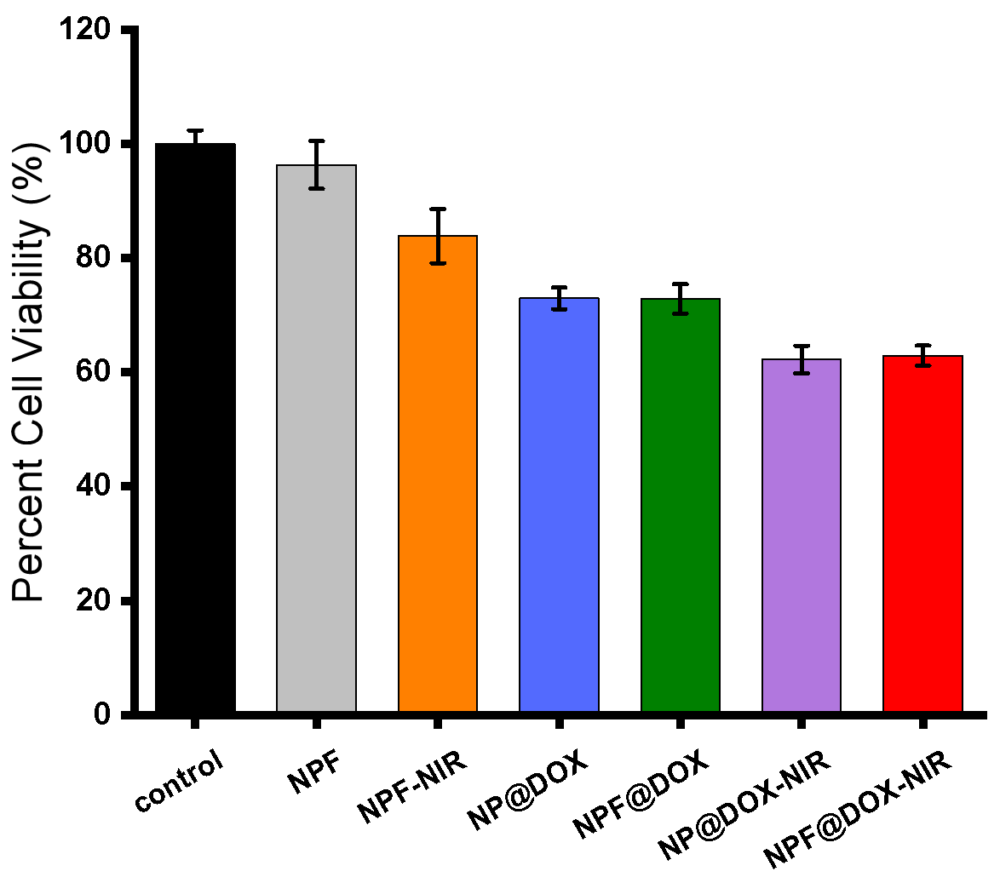 Percent Cell Viability (%)
120
100
80
60
40
20
0
control
NPF
NPF-NIR
NP@DOX
NPF@DOX
NP@DOX-NIR
NPF@DOX-NIR